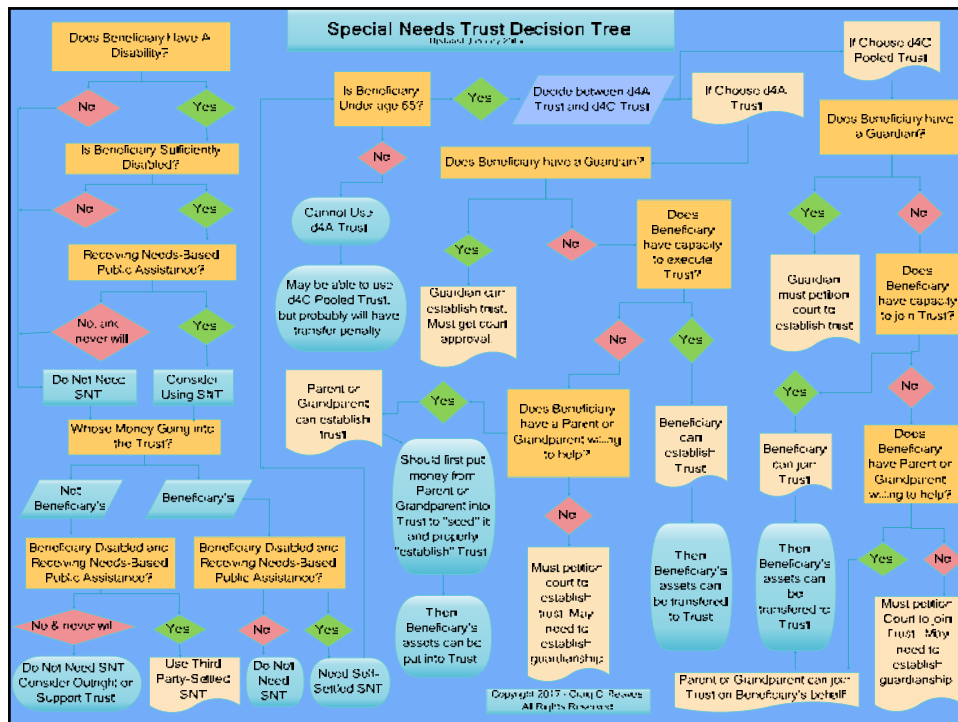 Special Needs Trust Decision Tree
Does Beneficiary Have A
Disability?
No
Yes
Is Beneficiary Sufficiently
Disabled?
No
Yes
Receiving Needs-Based
Public Assistance?
No, and
never will
Yes
Do Not Need
SNT
Consider
Using SNT
Whose Money Going into
the Trust?
Not
Beneficiary's
Beneficiary's
Beneficiary Disabled and
Receiving Needs-Based
Public Assistance?
Beneficiary Disabled and
Receiving Needs-Based
Public Assistance?
No & never will
Yes
No
Yes
Do Not Need SNT
Consider Outright or
Support Trust
Use Third
Party-Settled
SNT
Do Not
Need SNT
Need Self-
Settled SNT
Is Beneficiary
Under age 65?
Yes
Decide between d4A
Trust and d4C Trust
If Choose d4A
Trust
If Choose d4C
Pooled Trust
No
Cannot Use
d4A Trust
May be able to use
d4C Pooled Trust,
but probably will have
transfer penalty
Does Beneficiary have a Guardian?
Yes
No
Guardian can
establish trust.
Must get court
approval
Does
Beneficiary
have capacity
to execute
Trust?
No
Yes
Parent or
Grandparent
can establish
trust
Yes
Does Beneficiary
have a Parent or
Grandparent willing
to help?
Beneficiary
can
establish
Trust
Should first put
money from
Parent or
Grandparent into
Trust to "seed" it
and properly
"establish" Trust
No
Then
Beneficiary's
assets can be
put into Trust
Must petition
court to
establish
trust. May
need to
establish
guardianship
Then
Beneficiary's
assets can
be transferred
to Trust
Does Beneficiary have
a Guardian?
Yes
No
Guardian
must petition
court to
establish trust
Does
Beneficiary
have capacity
to join Trust?
Yes
No
Beneficiary
can join
Trust
Does
Beneficiary
have Parent or
Grandparent
willing to help?
Then
Beneficiary's
assets can
be
transferred to
Trust
Yes
No
Parent or Grandparent can join
Trust on Beneficiary's behalf
Must petition
Court to join
Trust. May
need to
establish
guardianship
Copyright 2017 - Craig C. Reaves
All Rights Reserved